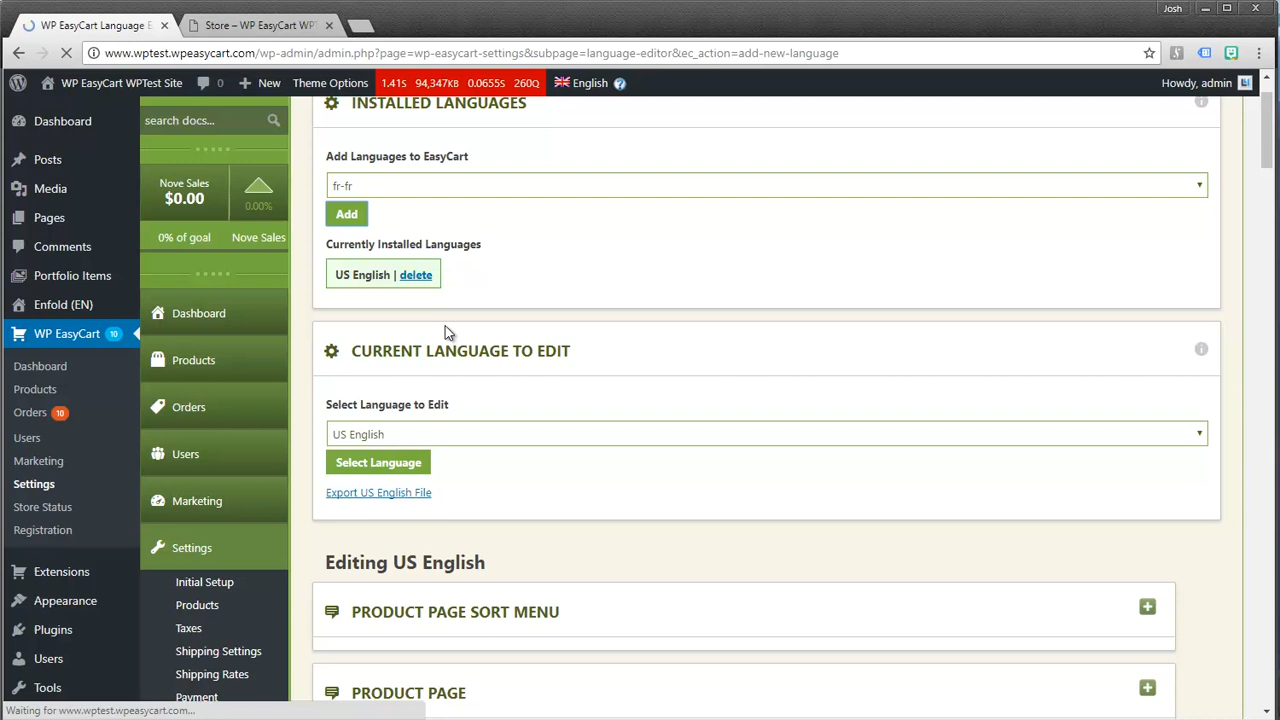 Josh
WP EasyCart Language E
Store – EasyCart WPT
www.wptest.wpeasycart.com/wp-admin/admin.php?page=wp-easycart-settings&subpage=language-editor&ec_action=add-new-language
WP EasyCart WPTest Site
0
New
Theme Options
1.41S 94,347KB 0.0655S 260Q
English
Howdy, admin
Dashboard
Posts
Media
Pages
Comments
Portfolio Items
Enfold (EN)
WP EasyCart 10
Dashboard
Products
Orders 10
Users
Marketing
Settings
Store Status
Registration
Extensions
Appearance
Plugins
Users
Tools
search docs...
Nove Sales
$0.00
0.00%
0% of goal
Nove Sales
Dashboard
Products
Orders
Users
Marketing
Settings
Initial Setup
Products
Taxes
Shipping Settings
Shipping Rates
Payment
INSTALLED LANGUAGES
Add Languages to EasyCart
fr-fr
Add
Currently Installed Languages
US English | delete
CURRENT LANGUAGE TO EDIT
Select Language to Edit
US English
Select Language
Export US English File
Editing US English
PRODUCT PAGE SORT MENU
PRODUCT PAGE
Waiting for www.wptest.wpeasycart.com...